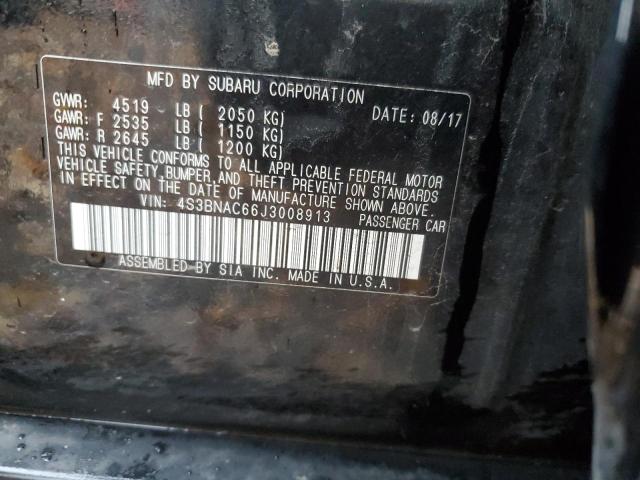 MFD BY SUBARU CORPORATION
GVWR: 4519 LB ( 2050 KG) DATE: 08/17
GAWR: F 2535 LB ( 1150 KG)
GAWR: R 2645 LB ( 1200 KG)
THIS VEHICLE CONFORMS TO ALL APPLICABLE FEDERAL MOTOR
VEHICLE SAFETY, BUMPER, AND THEFT PREVENTION STANDARDS
IN EFFECT ON THE DATE OF MANUFACTURE SHOWN ABOVE.
VIN: 4S3BNAC66J3008913 PASSENGER CAR
ASSEMBLED BY SIA INC. MADE IN U.S.A.